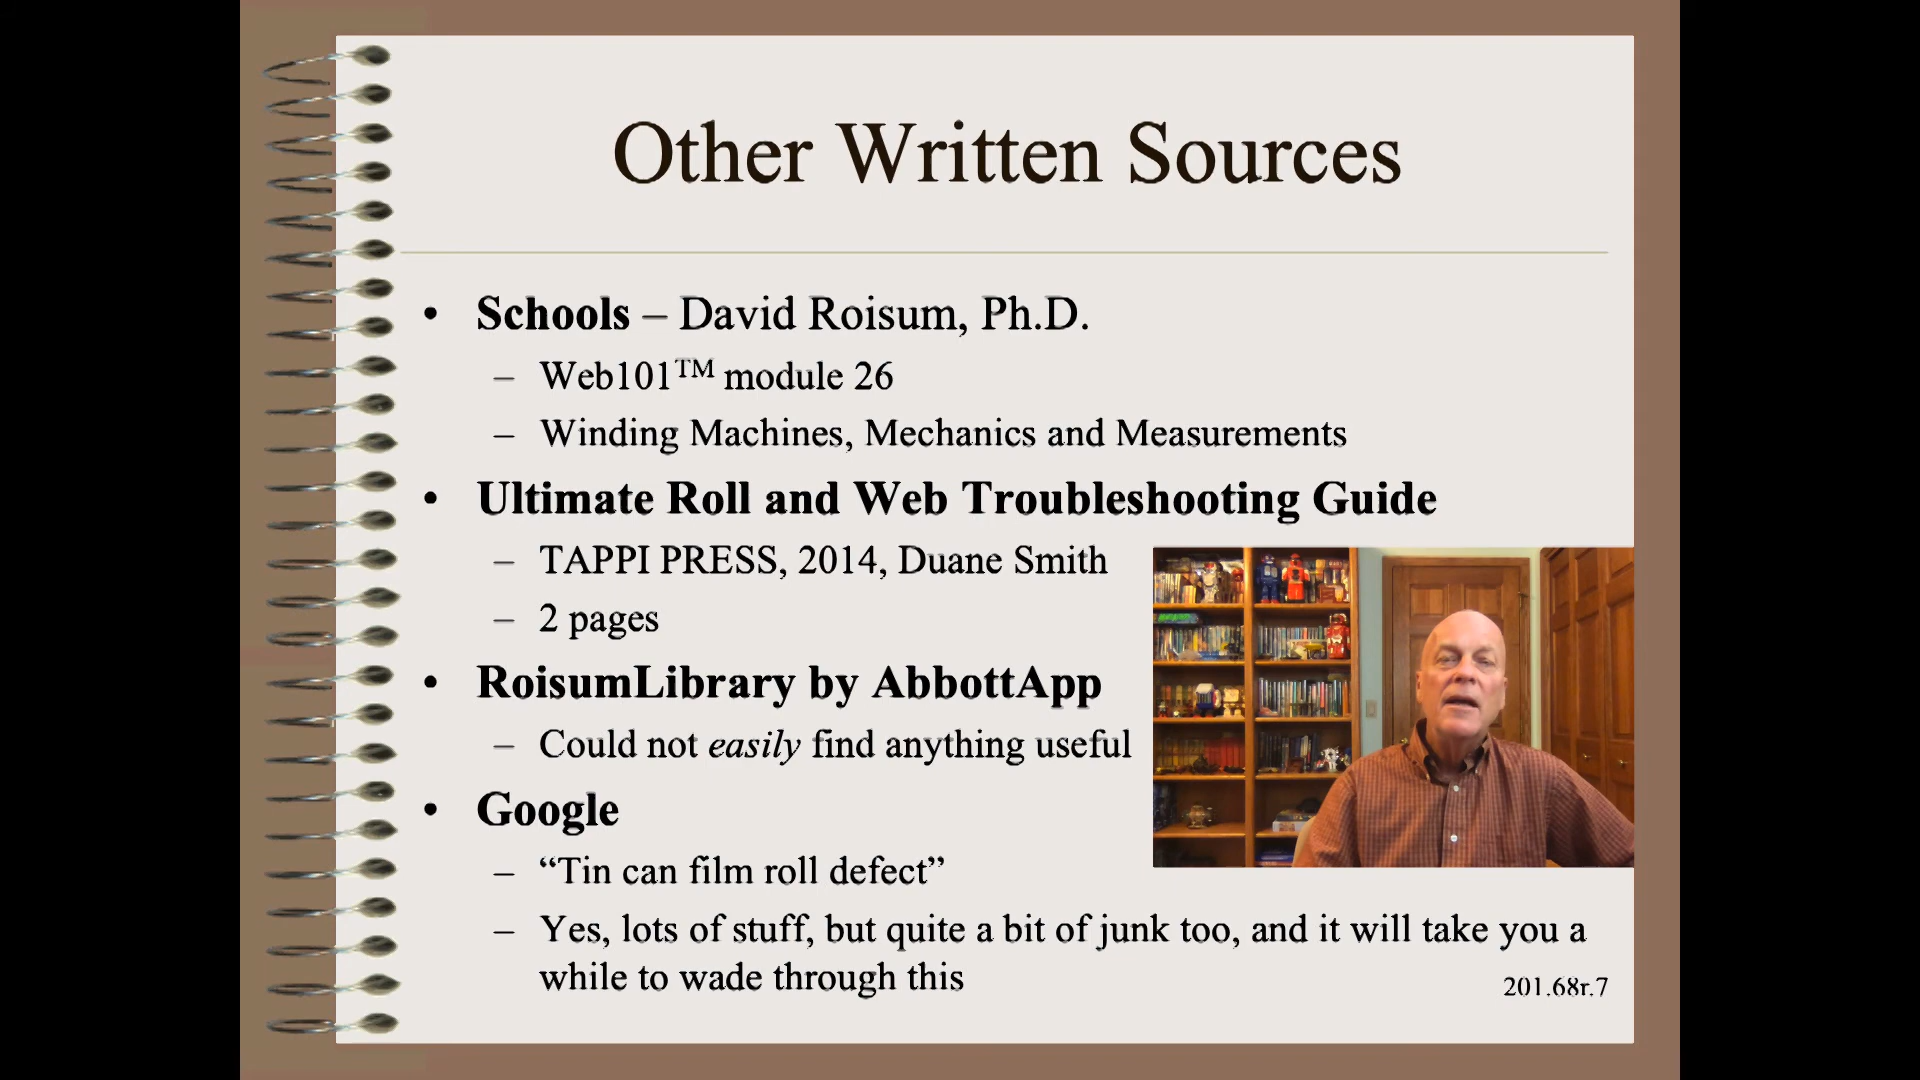 Other Written Sources
• Schools – David Roisum, Ph.D.
– Web101™ module 26
– Winding Machines, Mechanics and Measurements
• Ultimate Roll and Web Troubleshooting Guide
– TAPPI PRESS, 2014, Duane Smith
– 2 pages
• RoisumLibrary by AbbottApp
– Could not easily find anything useful
• Google
– “Tin can film roll defect”
– Yes, lots of stuff, but quite a bit of junk too, and it will take you a
while to wade through this
201.68r.7